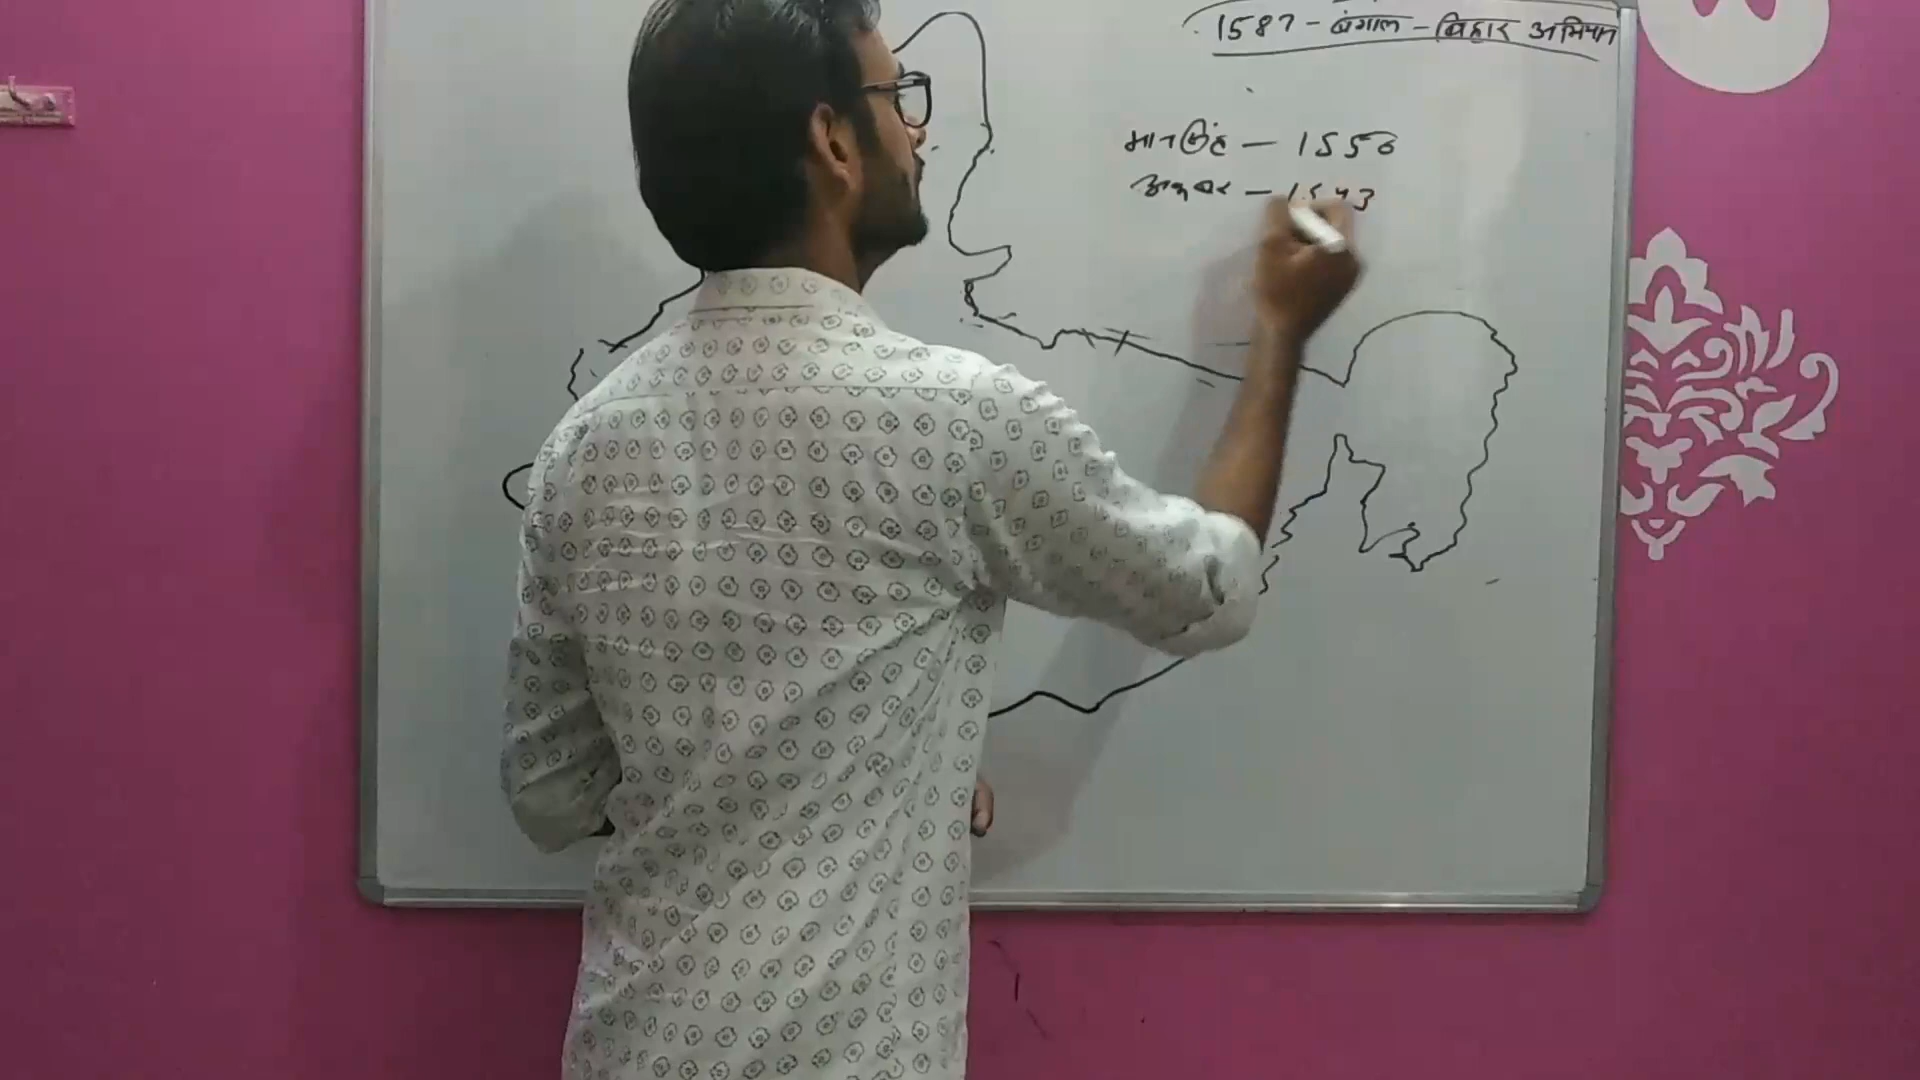 1587 - बंगाल - बिहार अभियान
मानसिंह - 1550
अकबर - 1543